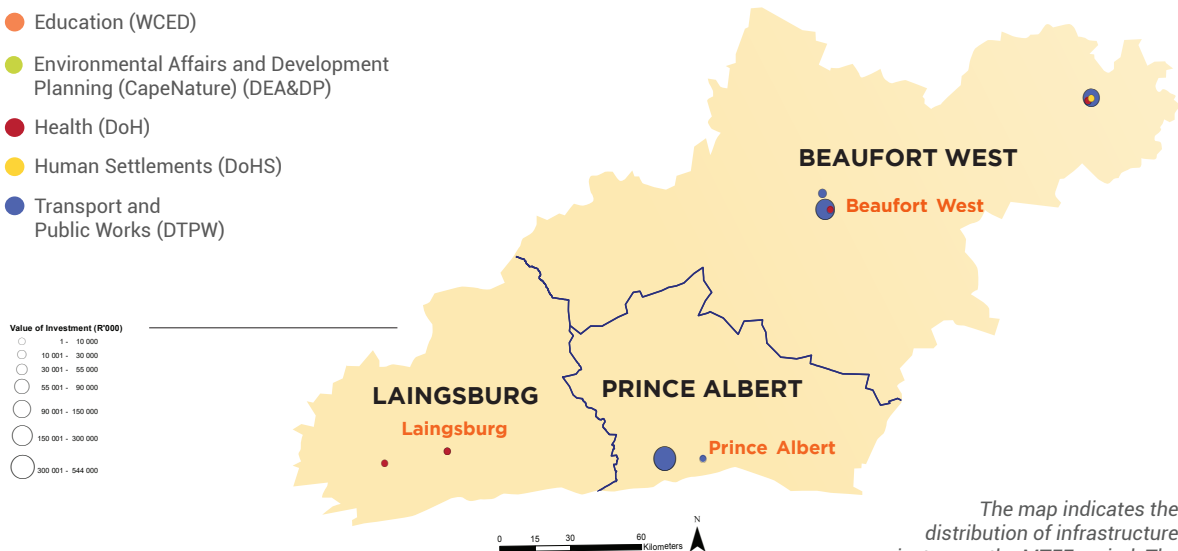 Education (WCED)
Environmental Affairs and Development
Planning (CapeNature) (DEA&DP)
Health (DoH)
Human Settlements (DoHS)
Transport and
Public Works (DTPW)
Value of Investment (R'000)
1 - 10 000
10 001 - 30 000
30 001 - 55 000
55 001 - 90 000
90 001 - 150 000
150 001 - 300 000
300 001 - 544 000
BEAUFORT WEST
Beaufort West
LAINGSBURG
Laingsburg
PRINCE ALBERT
Prince Albert
0 15 30 60
Kilometers
N
The map indicates the
distribution of infrastructure